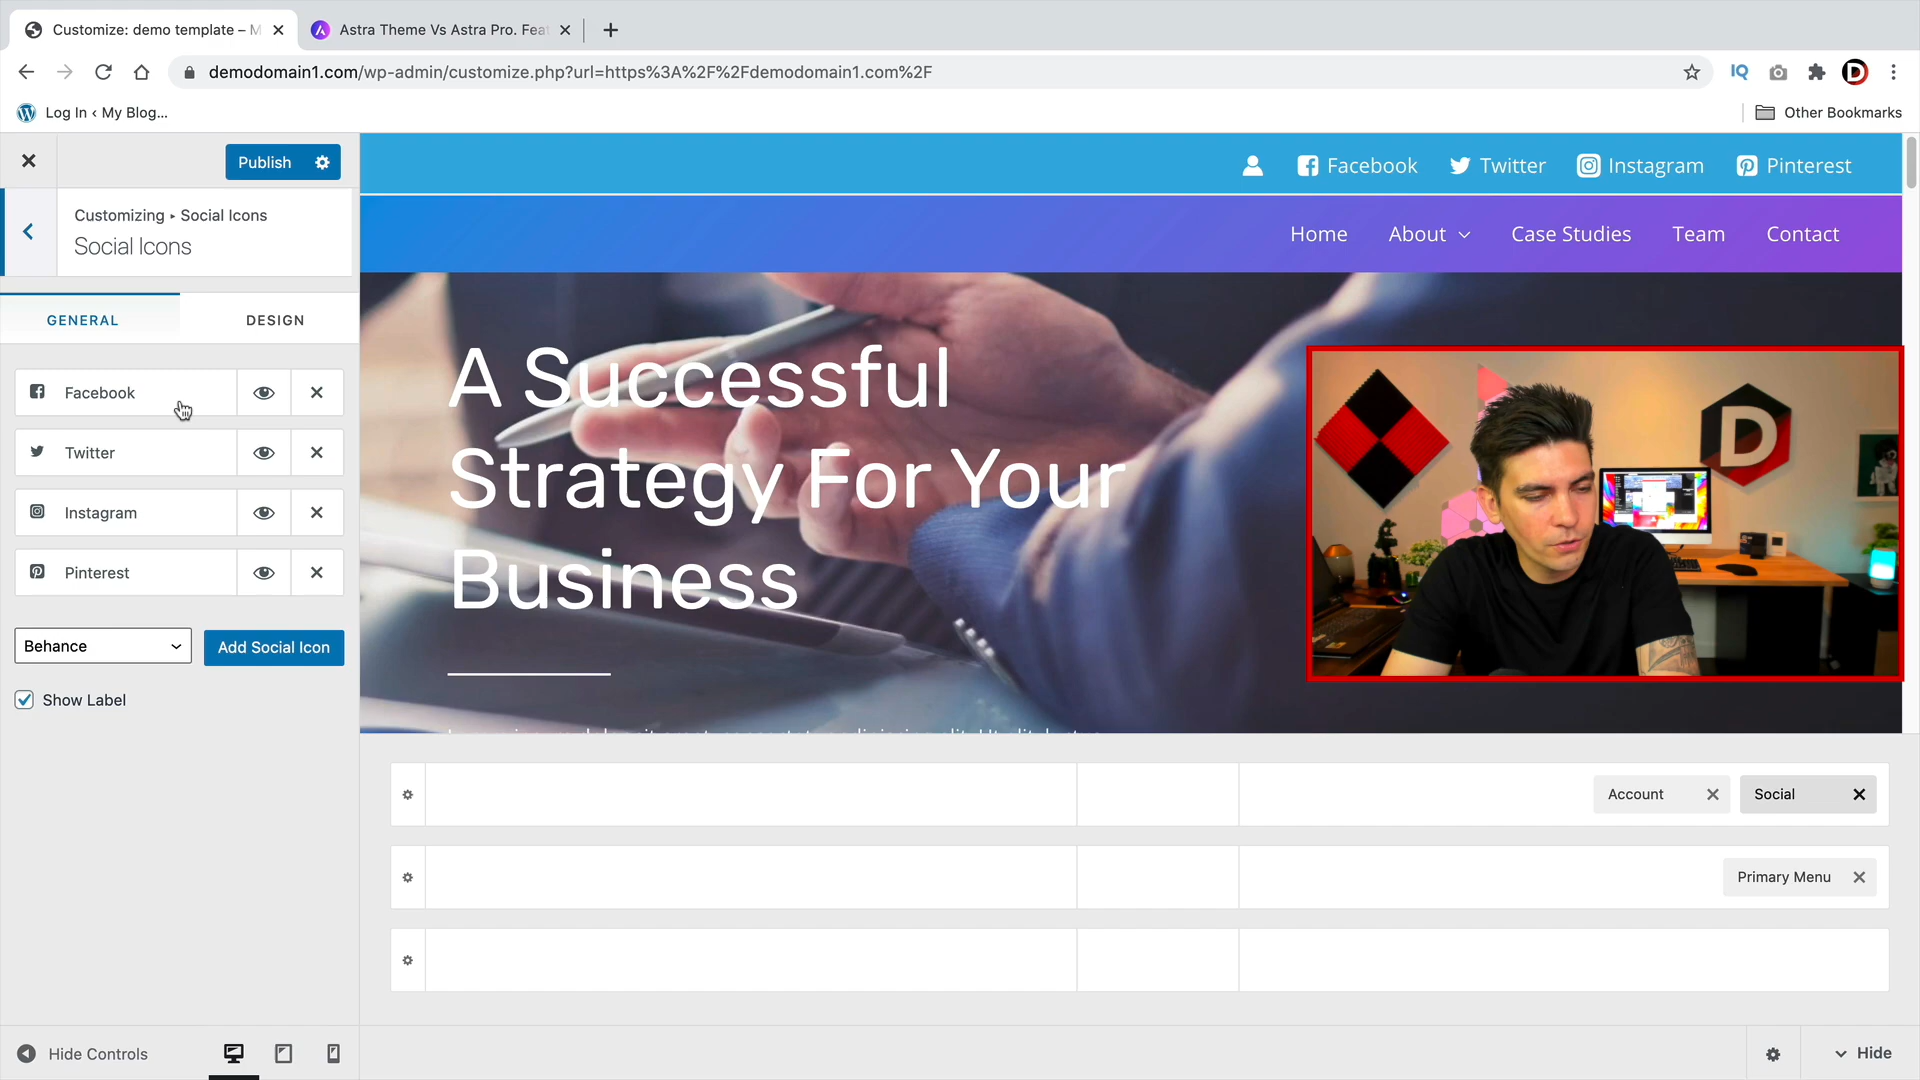 Customize: demo template – M
Astra Theme Vs Astra Pro. Feat
demodomain1.com/wp-admin/customize.php?url=https%3A%2F%2Fdemodomain1.com%2F
IQ
D
Log In ‹ My Blog...
Other Bookmarks
Publish
Facebook
Twitter
Instagram
Pinterest
Customizing ▸ Social Icons
Social Icons
Home
About
Case Studies
Team
Contact
GENERAL
DESIGN
Facebook
Twitter
Instagram
Pinterest
Behance
Add Social Icon
Show Label
A Successful
Strategy For Your
Business
D
Account
Social
Primary Menu
Hide Controls
Hide